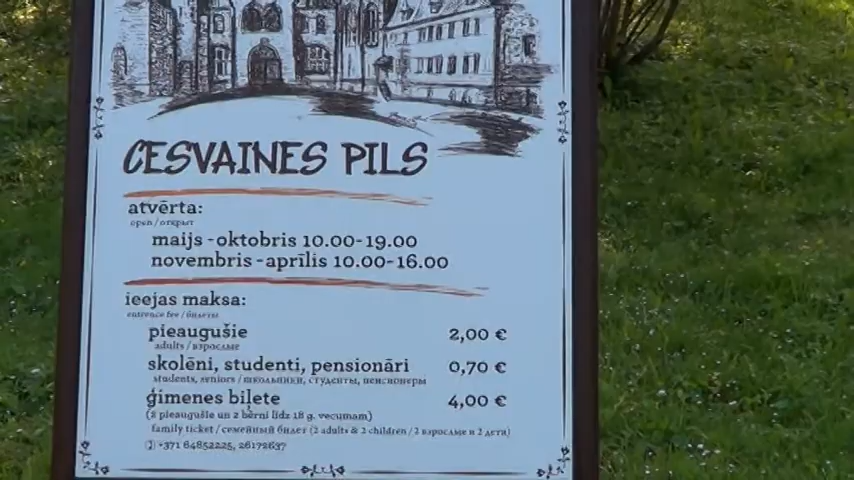 CESVAINES PILS
atvērta:
open / открыт
maijs -oktobris 10.00-19.00
novembris -aprīlis 10.00-16.00
ieejas maksa:
entrance fee / билеты
pieaugušie 2,00 €
adults / взрослые
skolēni, studenti, pensionāri 0,70 €
students, seniors / школьники, студенты, пенсионеры
ģimenes biļete 4,00 €
pieaugušie un 2 bērni līdz 18 gadu vecumam)
family ticket / семейный билет (2 adults & 2 children / 2 взрослые и 2 дети)
+371 64852225, 26172637